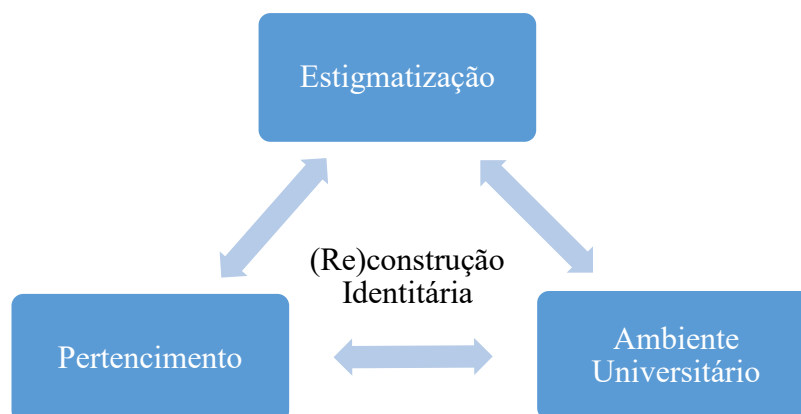 Estigmatização
(Re)construção
Identitária
Pertencimento
Ambiente
Universitário